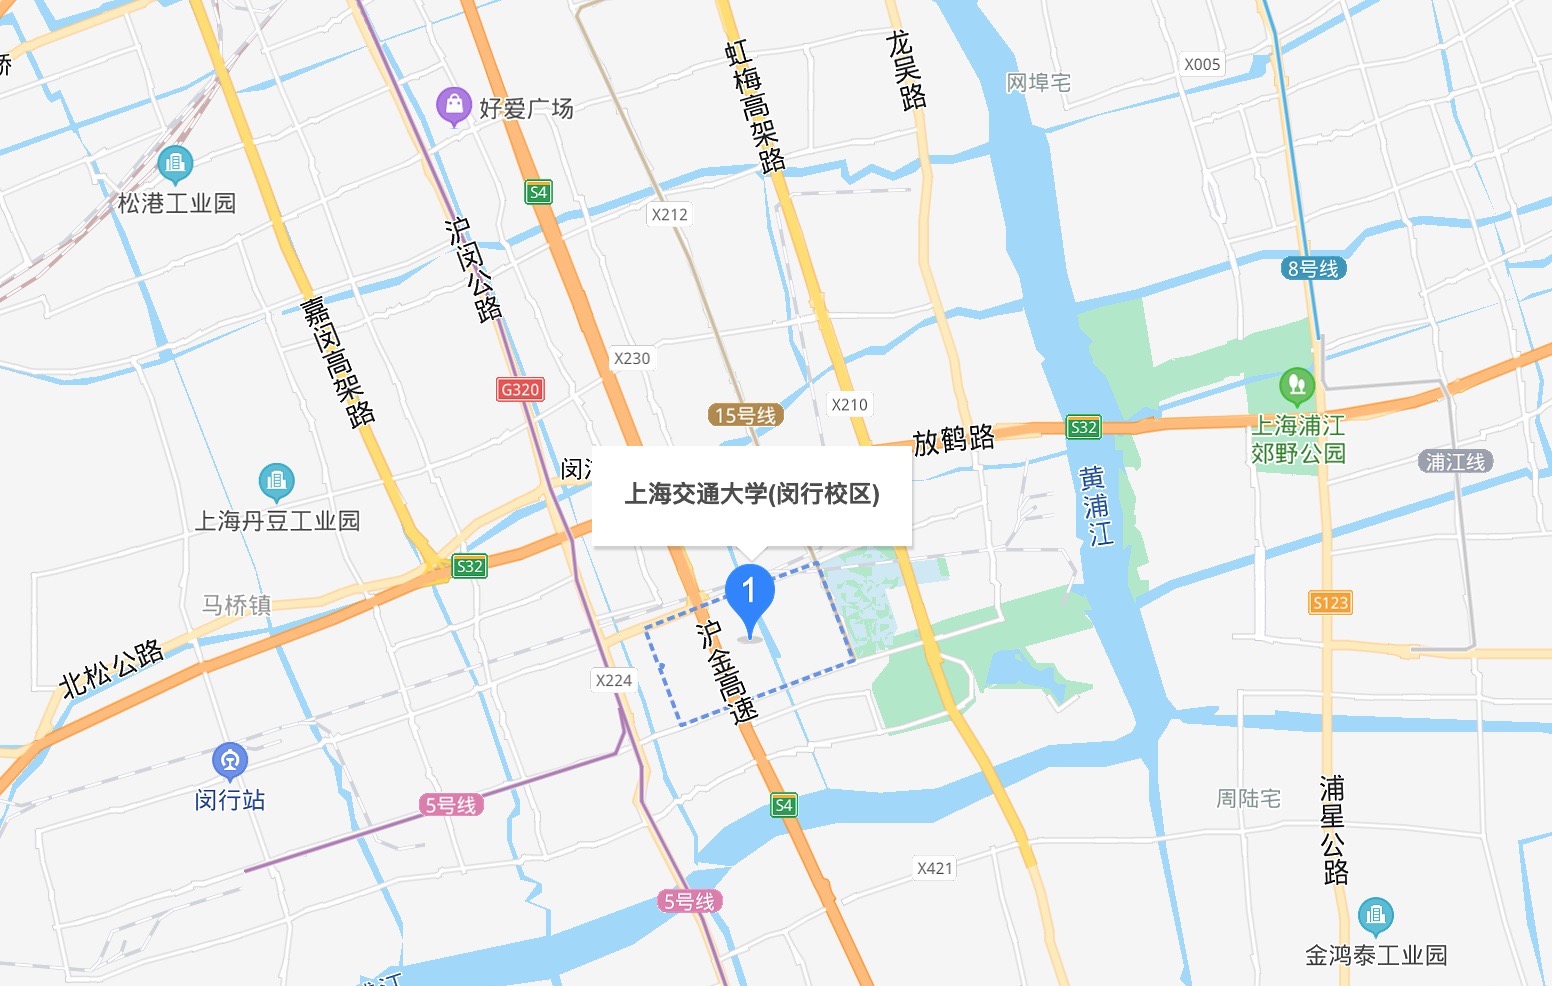 桥
虹梅高架路
龙吴路
X005
网埠宅
好爱广场
松港工业园
S4
X212
沪闵公路
8号线
嘉闵高架路
X230
G320
15号线
X210
上海浦江
郊野公园
S32
放鹤路
浦江线
闵
上海丹豆工业园
上海交通大学(闵行校区)
黄浦江
S32
1
马桥镇
S123
北松公路
沪金高速
X224
闵行站
5号线
S4
周陆宅
浦星公路
X421
5号线
金鸿泰工业园
江